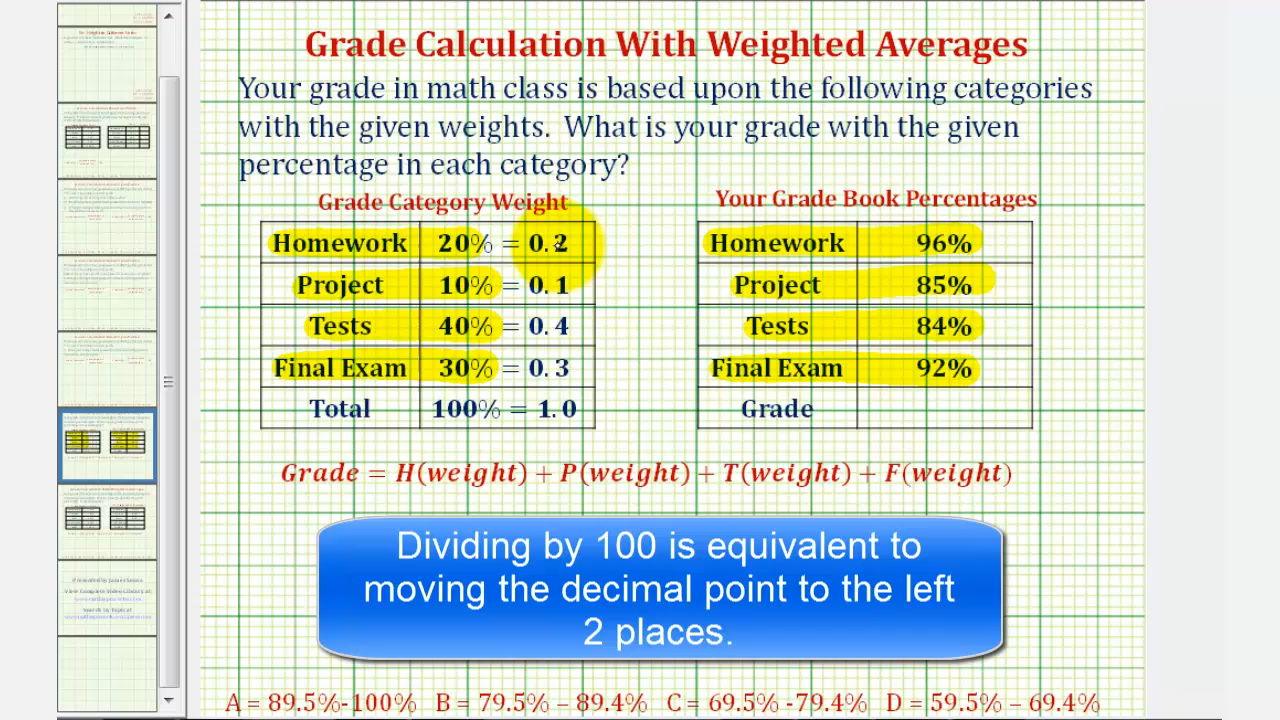 Grade Calculation With Weighted Averages
Your grade in math class is based upon the following categories
with the given weights. What is your grade with the given
percentage in each category?
Grade Category Weight
Homework 20% = 0.2
Project 10% = 0.1
Tests 40% = 0.4
Final Exam 30% = 0.3
Total 100% = 1.0
Your Grade Book Percentages
Homework 96%
Project 85%
Tests 84%
Final Exam 92%
Grade
Grade = H(weight) + P(weight) + T(weight) + F(weight)
Dividing by 100 is equivalent to
moving the decimal point to the left
2 places.
A = 89.5%-100% B = 79.5% – 89.4% C = 69.5% -79.4% D = 59.5% – 69.4%